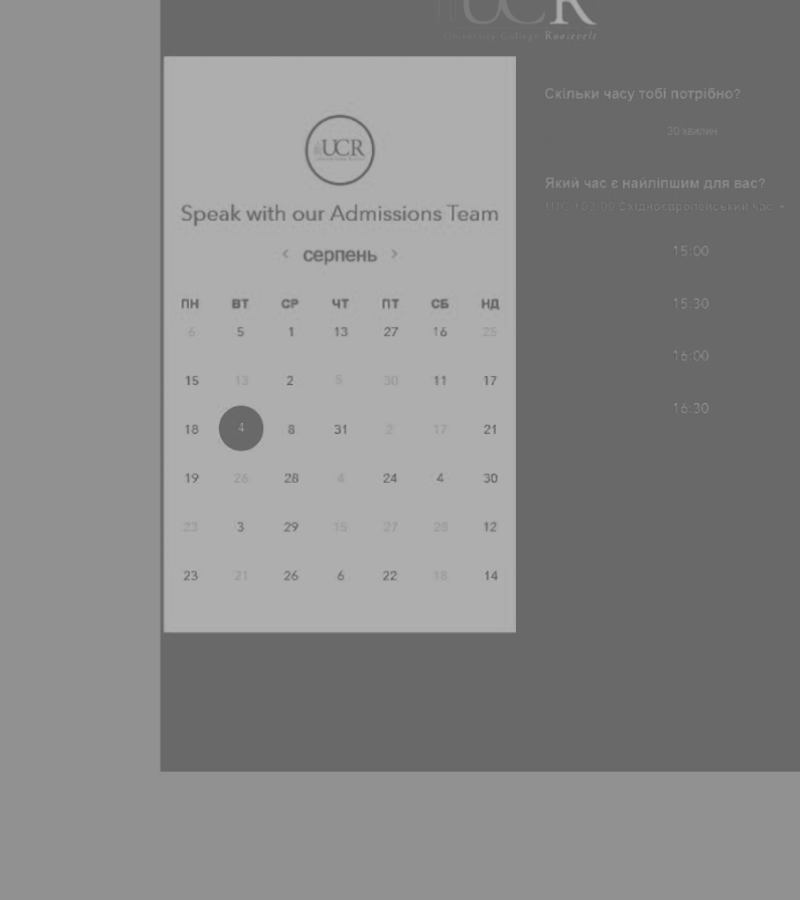 UCR
University College Roosevelt
UCR
Speak with our Admissions Team
‹ серпень ›
ПН ВТ СР ЧТ ПТ СБ НД
6 5 1 13 27 16 25
15 13 2 5 30 11 17
18 4 8 31 2 17 21
19 26 28 4 24 4 30
23 3 29 15 27 28 12
23 21 26 6 22 18 14
Скільки часу тобі потрібно?
30 хвилин
Який час є найліпшим для вас?
UTC +03:00 Східноєвропейський час
15:00
15:30
16:00
16:30